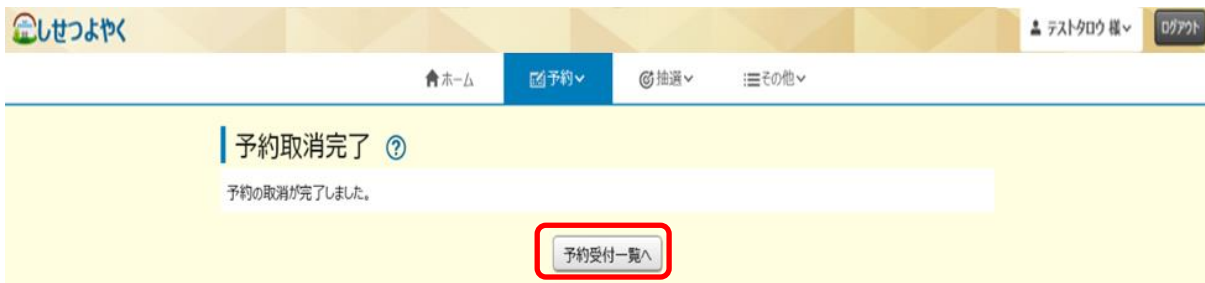 しせつよやく
テストタロウ 様
ログアウト
ホーム 予約 抽選 その他
予約取消完了 ?
予約の取消が完了しました。
予約受付一覧へ